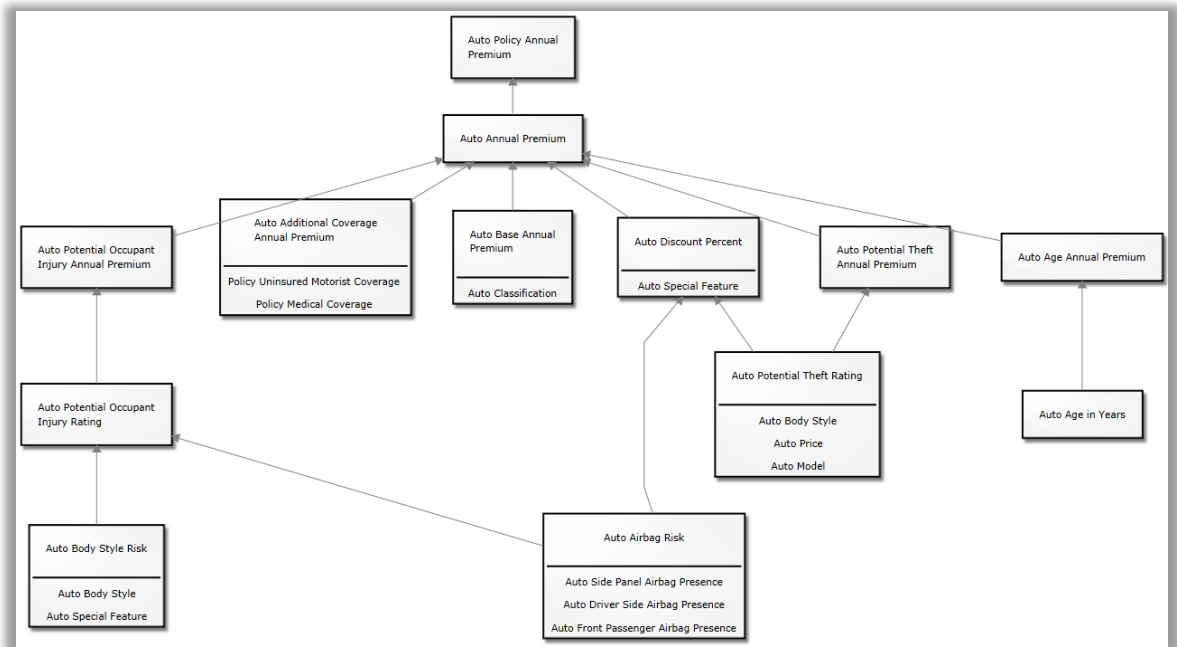 Auto Policy Annual
Premium
Auto Annual Premium
Auto Potential Occupant
Injury Annual Premium
Auto Additional Coverage
Annual Premium
Policy Uninsured Motorist Coverage
Policy Medical Coverage
Auto Base Annual
Premium
Auto Classification
Auto Discount Percent
Auto Special Feature
Auto Potential Theft
Annual Premium
Auto Age Annual Premium
Auto Potential Occupant
Injury Rating
Auto Potential Theft Rating
Auto Body Style
Auto Price
Auto Model
Auto Age in Years
Auto Body Style Risk
Auto Body Style
Auto Special Feature
Auto Airbag Risk
Auto Side Panel Airbag Presence
Auto Driver Side Airbag Presence
Auto Front Passenger Airbag Presence